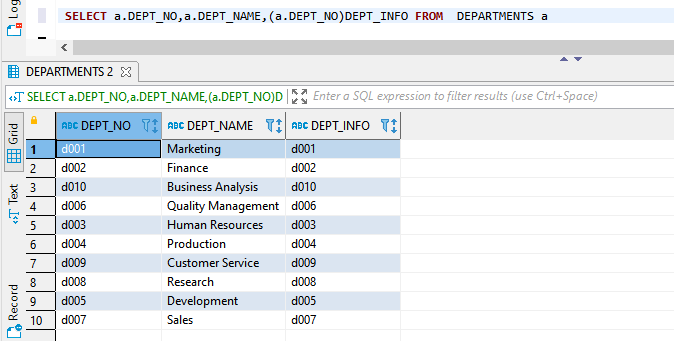 Log
SELECT a.DEPT_NO,a.DEPT_NAME,(a.DEPT_NO)DEPT_INFO FROM  DEPARTMENTS a
DEPARTMENTS 2
SELECT a.DEPT_NO,a.DEPT_NAME,(a.DEPT_NO)D
Enter a SQL expression to filter results (use Ctrl+Space)
Grid
Text
Record
ABC DEPT_NO ABC DEPT_NAME ABC DEPT_INFO
1 d001 Marketing d001
2 d002 Finance d002
3 d010 Business Analysis d010
4 d006 Quality Management d006
5 d003 Human Resources d003
6 d004 Production d004
7 d009 Customer Service d009
8 d008 Research d008
9 d005 Development d005
10 d007 Sales d007